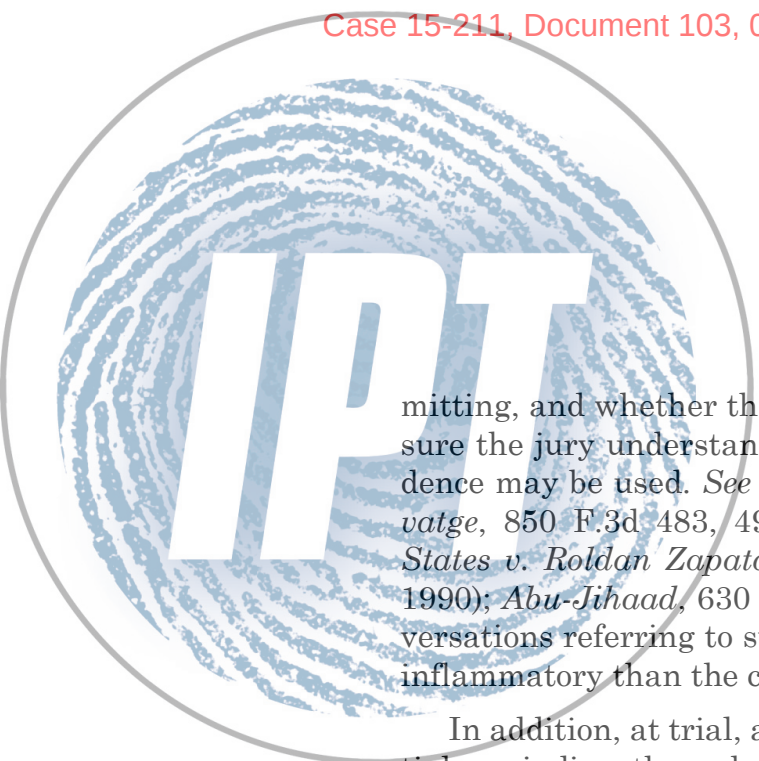 Case 15-211, Document 103, 0
IPT
mitting, and whether th
sure the jury understan
dence may be used. See
vatge, 850 F.3d 483, 49
States v. Roldan Zapata
1990); Abu-Jihaad, 630
versations referring to s
inflammatory than the c
In addition, at trial, a